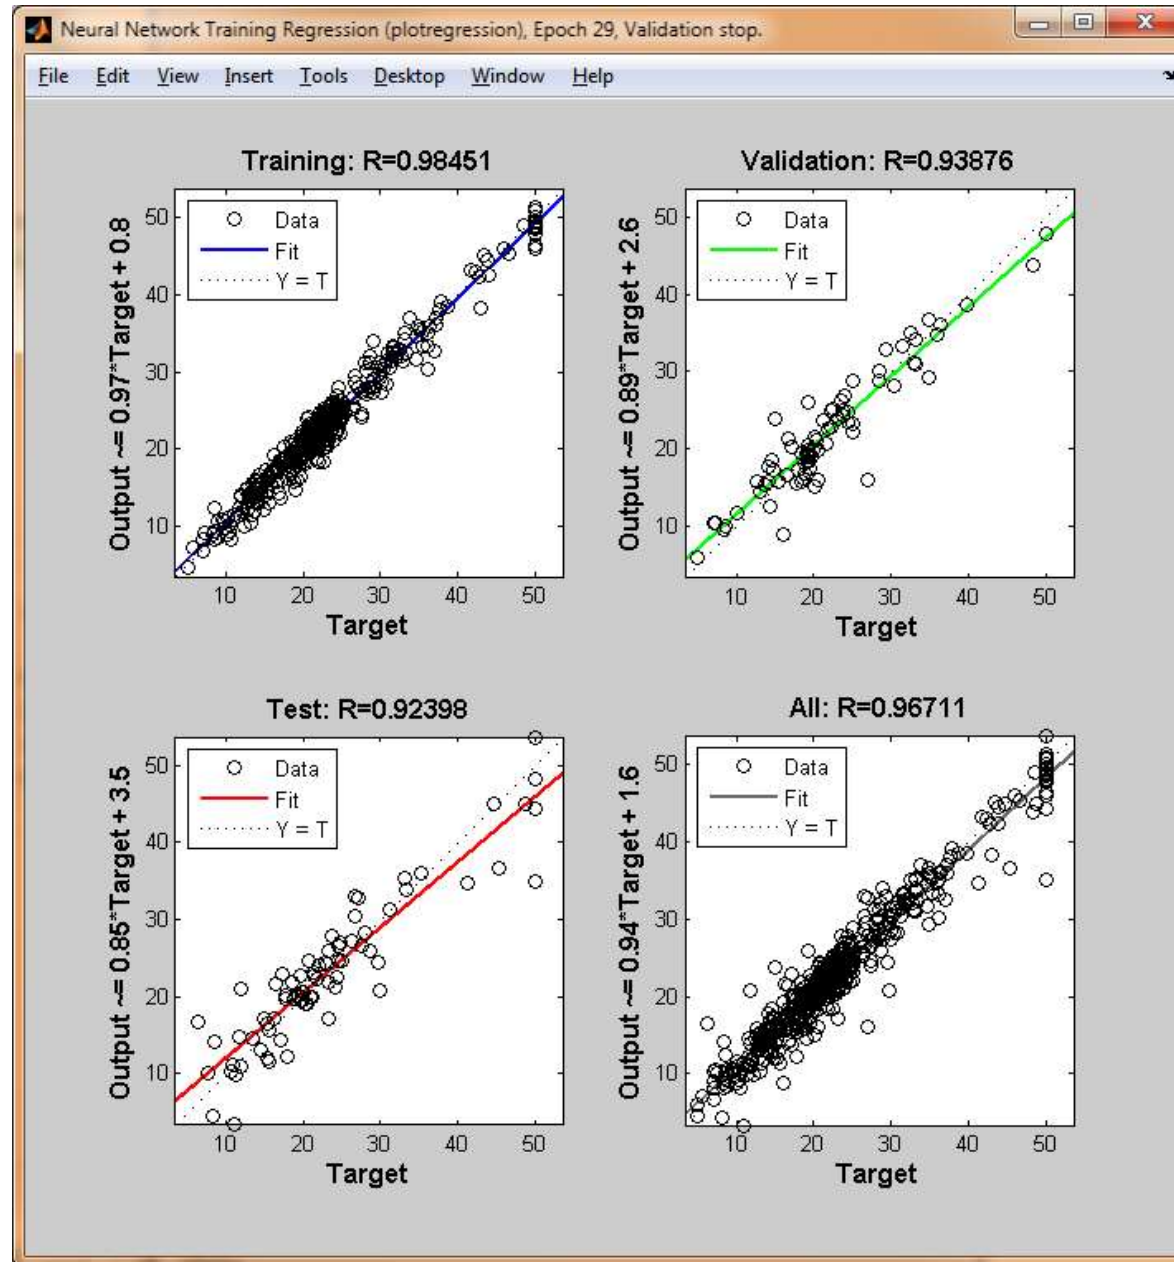 Neural Network Training Regression (plotregression), Epoch 29, Validation stop.
File Edit View Insert Tools Desktop Window Help
Training: R=0.98451
Output ~= 0.97*Target + 0.8
Data
Fit
Y = T
50
40
30
20
10
10 20 30 40 50
Target
Validation: R=0.93876
Output ~= 0.89*Target + 2.6
Data
Fit
Y = T
50
40
30
20
10
10 20 30 40 50
Target
Test: R=0.92398
Output ~= 0.85*Target + 3.5
Data
Fit
Y = T
50
40
30
20
10
10 20 30 40 50
Target
All: R=0.96711
Output ~= 0.94*Target + 1.6
Data
Fit
Y = T
50
40
30
20
10
10 20 30 40 50
Target